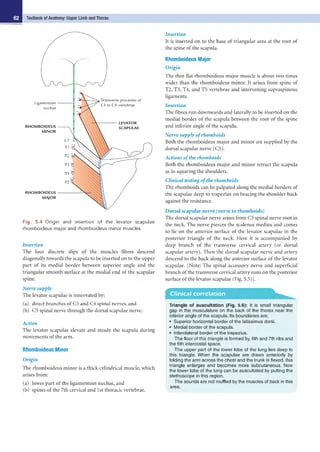 62 Textbook of Anatomy: Upper Limb and Thorax
Ligamentum
nuchae
Transverse processes of
C1 to C4 vertebrae
RHOMBOIDEUS
MINOR
LEVATOR
SCAPULAE
C7
T1
T2
T3
T4
T5
RHOMBOIDEUS
MAJOR
Fig. 5.4 Origin and insertion of the levator scapulae
rhomboideus major and rhomboideus minor muscles.
Insertion
The four discrete slips of the muscles fibres descend
diagonally towards the scapula to be inserted on to the upper
part of its medial border between superior angle and the
triangular smooth surface at the medial end of the scapular
spine.
Nerve supply
The levator scapulae is innervated by:
(a) direct branches of C3 and C4 spinal nerves, and
(b) C5 spinal nerve through the dorsal scapular nerve.
Action
The levator scapulae elevate and steady the scapula during
movements of the arm.
Rhomboideus Minor
Origin
The rhomboideus minor is a thick cylindrical muscle, which
arises from:
(a) lower part of the ligamentum nuchae, and
(b) spines of the 7th cervical and 1st thoracic vertebrae.
Insertion
It is inserted on to the base of triangular area at the root of
the spine of the scapula.
Rhomboideus Major
Origin
The thin flat rhomboideus major muscle is about two times
wider than the rhomboideus minor. It arises from spines of
T2, T3, T4, and T5 vertebrae and intervening supraspinous
ligaments.
Insertion
The fibres run downwards and laterally to be inserted on the
medial border of the scapula between the root of the spine
and inferior angle of the scapula.
Nerve supply of rhomboids
Both the rhomboideus major and minor are supplied by the
dorsal scapular nerve (C5).
Actions of the rhomboids
Both the rhomboideus major and minor retract the scapula
as in squaring the shoulders.
Clinical testing of the rhomboids
The rhomboids can be palpated along the medial borders of
the scapulae deep to trapezius on bracing the shoulder back
against the resistance.
Dorsal scapular nerve (nerve to rhomboids)
The dorsal scapular nerve arises from C5 spinal nerve root in
the neck. The nerve pierces the scalenus medius and comes
to lie on the anterior surface of the levator scapulae in the
posterior triangle of the neck. Here it is accompanied by
deep branch of the transverse cervical artery (or dorsal
scapular artery). Then the dorsal scapular nerve and artery
descend to the back along the anterior surface of the levator
scapulae. [Note: The spinal accessory nerve and superficial
branch of the transverse cervical artery runs on the posterior
surface of the levator scapulae (Fig. 5.5)].
Clinical correlation
Triangle of auscultation (Fig. 5.6): It is small triangular
gap in the musculature on the back of the thorax near the
inferior angle of the scapula. Its boundaries are:
• Superior horizontal border of the latissimus dorsi.
• Medial border of the scapula.
• Inferolateral border of the trapezius.
The floor of this triangle is formed by, 6th and 7th ribs and
the 6th intercostal space.
The upper part of the lower lobe of the lung lies deep to
this triangle. When the scapulae are drawn anteriorly by
folding the arm across the chest and the trunk is flexed, this
triangle enlarges and becomes more subcutaneous. Now
the lower lobe of the lung can be auscultated by putting the
stethoscope in this region.
The sounds are not muffled by the muscles of back in this
area.